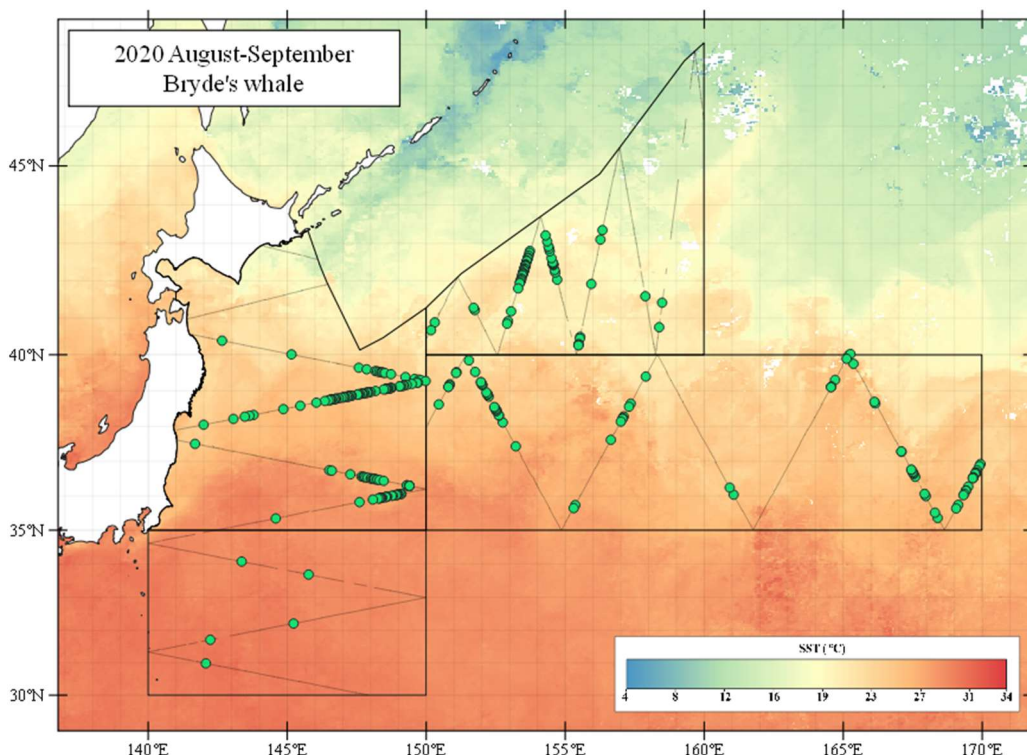 2020 August-September
Bryde's whale
45°N
40°N
35°N
30°N
SST (°C)
4 8 12 16 19 23 27 31 34
140°E 145°E 150°E 155°E 160°E 165°E 170°E